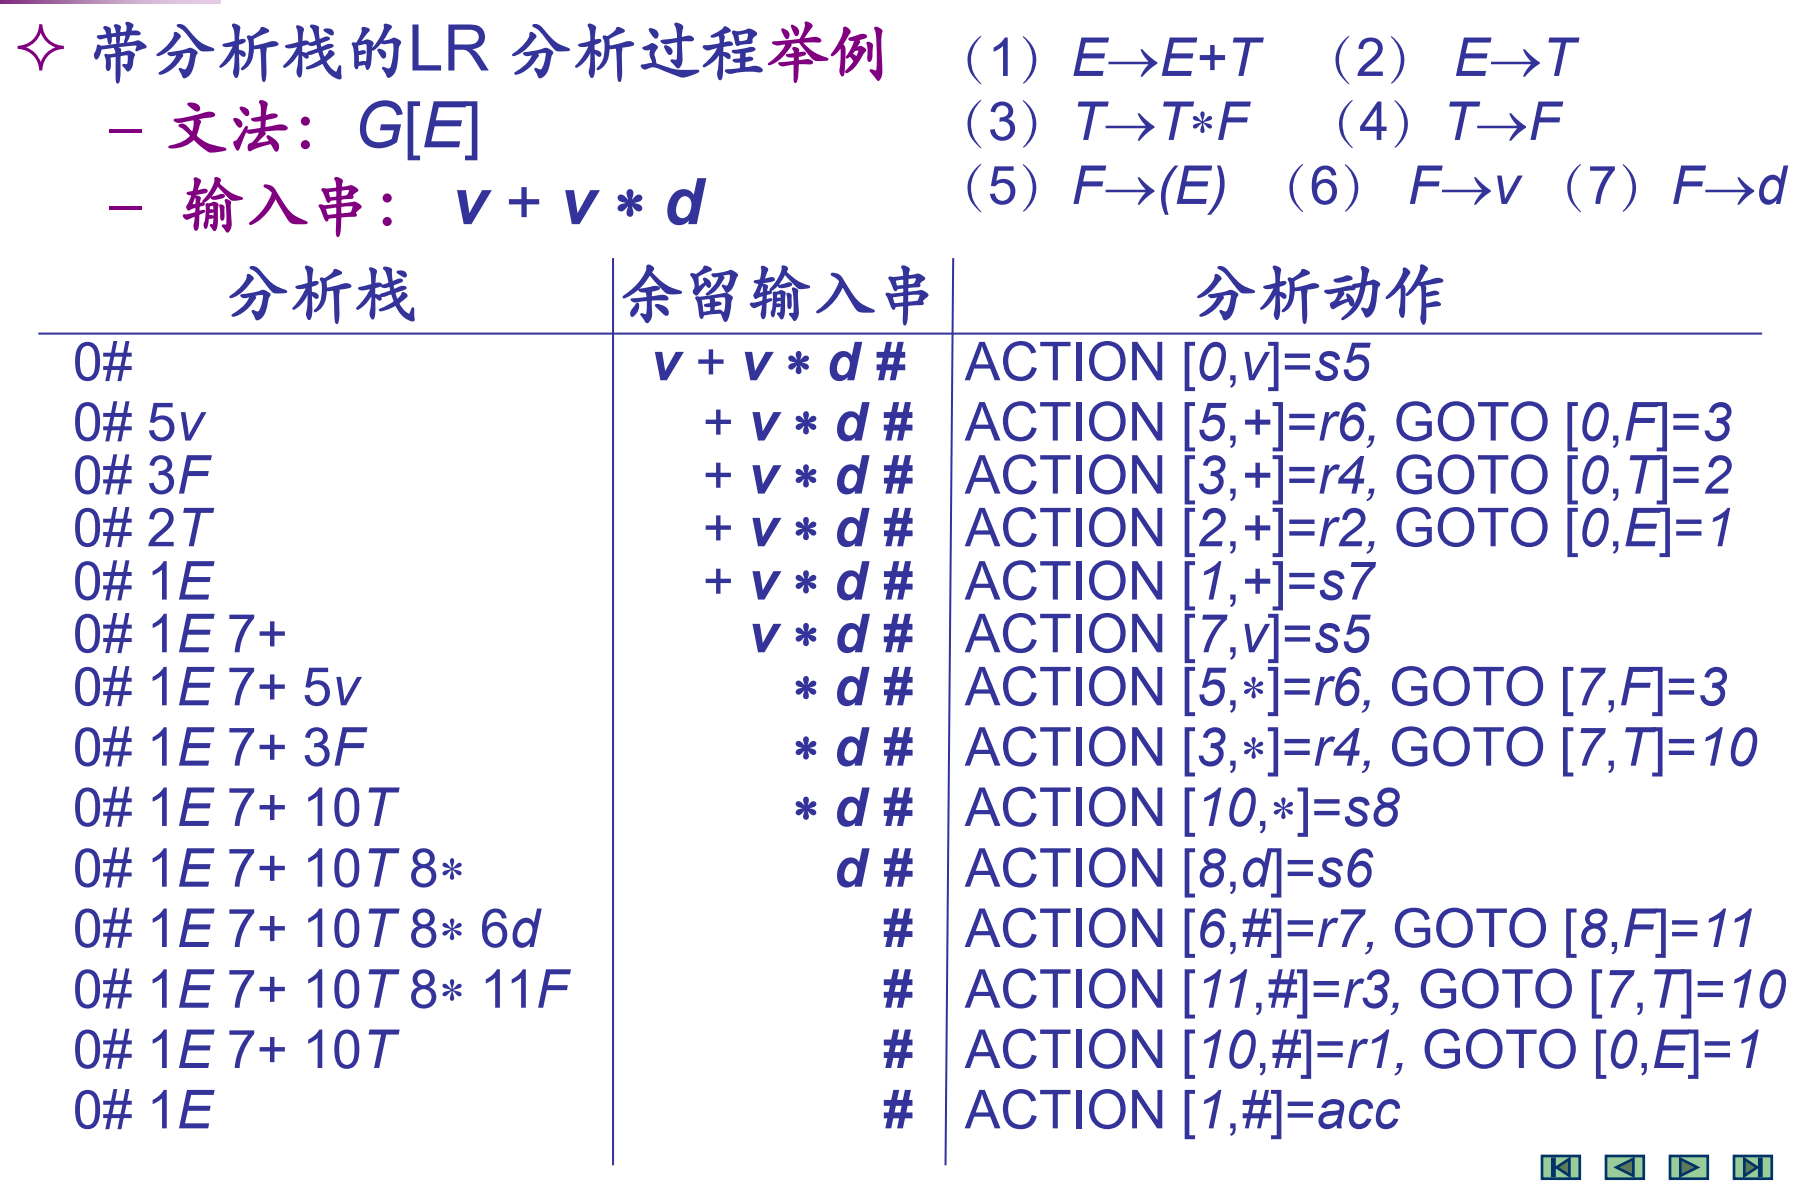 带分析栈的LR 分析过程举例
– 文法： G[E]
– 输入串： v + v * d
（1） E→E+T （2） E→T
（3） T→T*F （4） T→F
（5） F→(E) （6） F→v （7） F→d
分析栈 余留输入串 分析动作
0# v + v * d # ACTION [0,v]=s5
0# 5v + v * d # ACTION [5,+]=r6, GOTO [0,F]=3
0# 3F + v * d # ACTION [3,+]=r4, GOTO [0,T]=2
0# 2T + v * d # ACTION [2,+]=r2, GOTO [0,E]=1
0# 1E + v * d # ACTION [1,+]=s7
0# 1E 7+ v * d # ACTION [7,v]=s5
0# 1E 7+ 5v * d # ACTION [5,*]=r6, GOTO [7,F]=3
0# 1E 7+ 3F * d # ACTION [3,*]=r4, GOTO [7,T]=10
0# 1E 7+ 10T * d # ACTION [10,*]=s8
0# 1E 7+ 10T 8* d # ACTION [8,d]=s6
0# 1E 7+ 10T 8* 6d # ACTION [6,#]=r7, GOTO [8,F]=11
0# 1E 7+ 10T 8* 11F # ACTION [11,#]=r3, GOTO [7,T]=10
0# 1E 7+ 10T # ACTION [10,#]=r1, GOTO [0,E]=1
0# 1E # ACTION [1,#]=acc